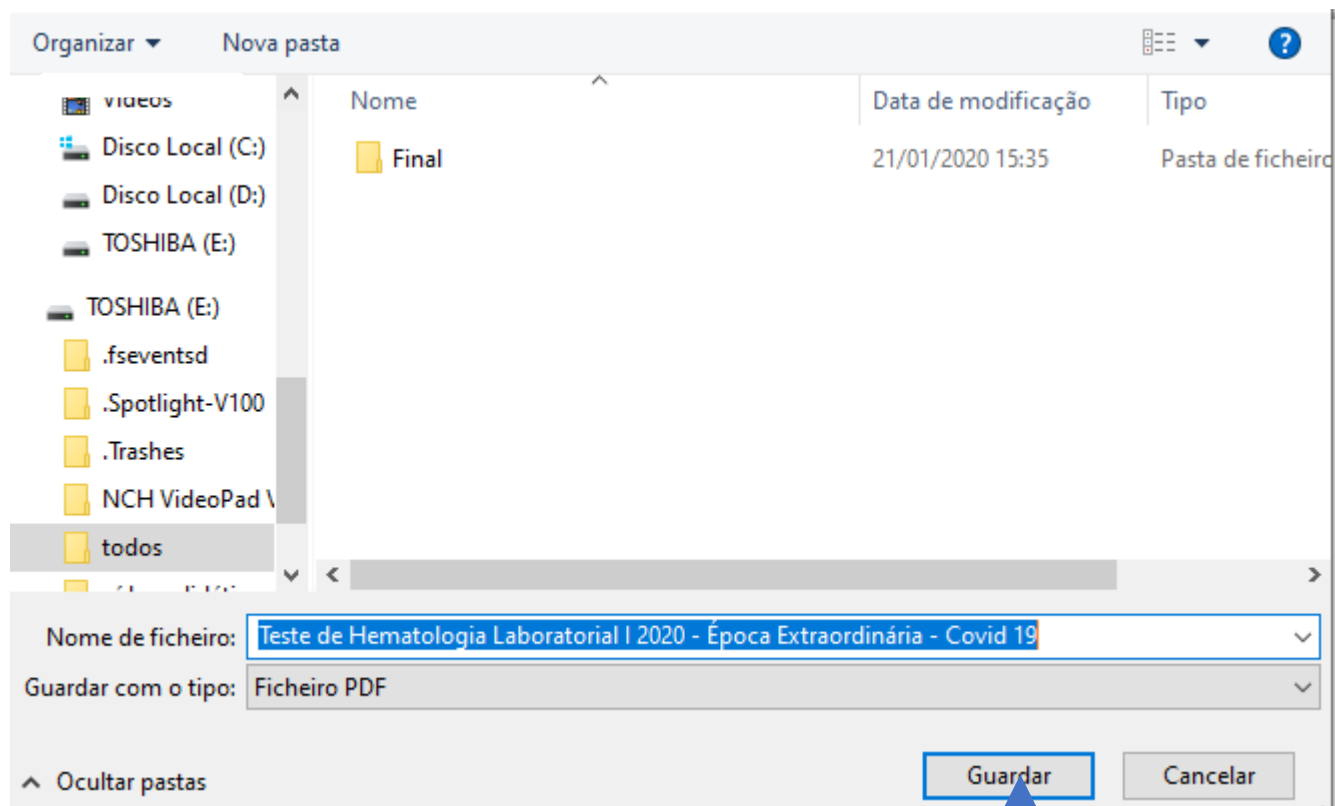 Organizar Nova pasta
Vídeos
Disco Local (C:)
Disco Local (D:)
TOSHIBA (E:)
TOSHIBA (E:)
.fseventsd
.Spotlight-V100
.Trashes
NCH VideoPad V
todos
Nome Data de modificação Tipo
Final 21/01/2020 15:35 Pasta de ficheiro
Nome de ficheiro: Teste de Hematologia Laboratorial I 2020 - Época Extraordinária - Covid 19
Guardar com o tipo: Ficheiro PDF
Ocultar pastas Guardar Cancelar